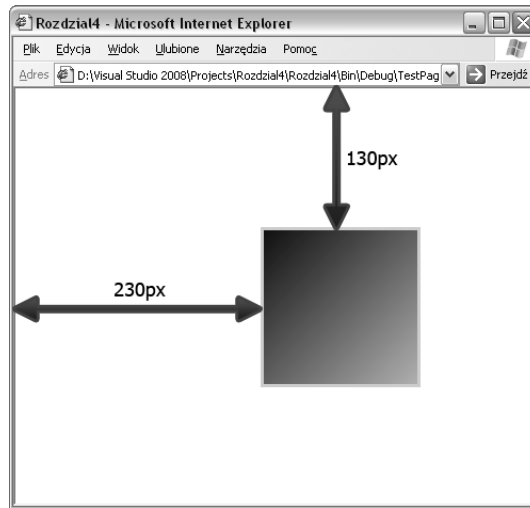 Rozdzial4 - Microsoft Internet Explorer
Plik Edycja Widok Ulubione Narzędzia Pomoc
Adres D:\Visual Studio 2008\Projects\Rozdzial4\Rozdzial4\Bin\Debug\TestPag Przejdź
130px
230px